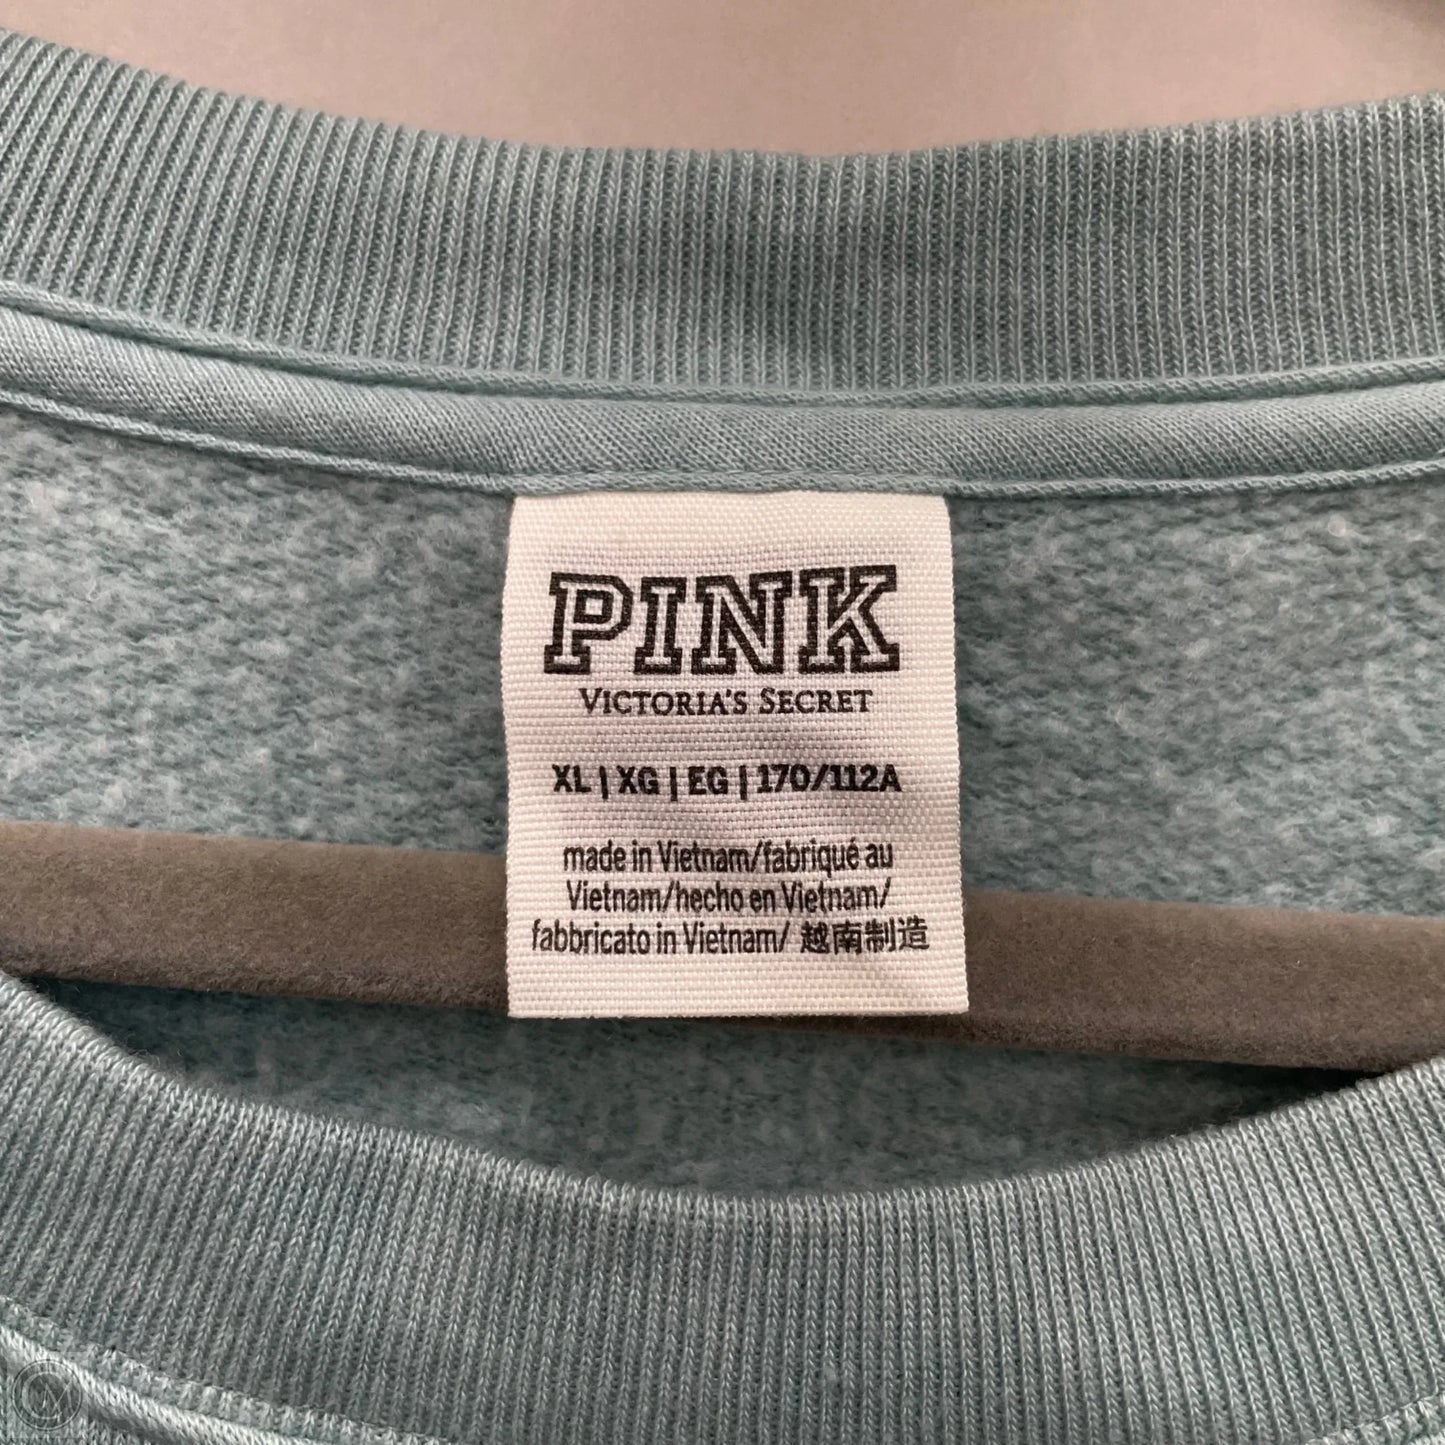 PINK
VICTORIA'S SECRET
XL | XG | EG | 170/112A
made in Vietnam/fabriqué au
Vietnam/hecho en Vietnam/
fabbricato in Vietnam/ 越南制造